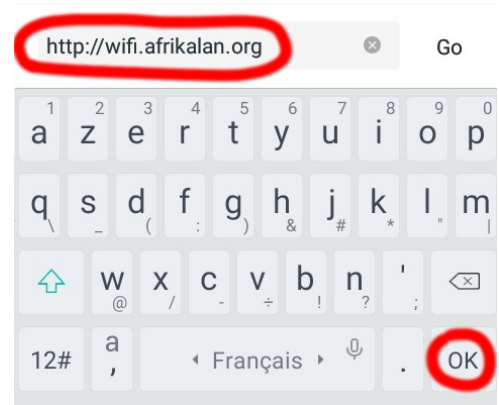 http://wifi.afrikalan.org Go
1 2 3 4 5 6 7 8 9 0
a z e r t y u i o p
q s d f g h j k l m
\ _ ( : ) & # * " |
w x c v b n '
@ / - ÷ ! ? ;
12# a , Français . OK